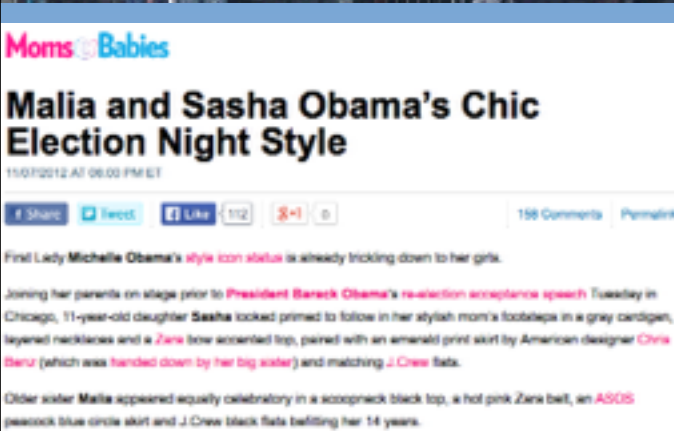 Moms Babies
Malia and Sasha Obama's Chic
Election Night Style
11/07/2012 AT 06:00 PM ET
Share Tweet Like 112 +1 0 158 Comments Permalink
First Lady Michelle Obama's style icon status is already trickling down to her girls.
Joining her parents on stage prior to President Barack Obama's re-election acceptance speech Tuesday in
Chicago, 11-year-old daughter Sasha looked primed to follow in her stylish mom's footsteps in a gray cardigan,
layered necklaces and a Zara bow accented top, paired with an emerald print skirt by American designer Chris
Benz (which was handed down by her big sister) and matching J.Crew flats.
Older sister Malia appeared equally celebratory in a scoopneck black top, a hot pink Zara belt, an ASOS
peacock blue circle skirt and J.Crew black flats befitting her 14 years.